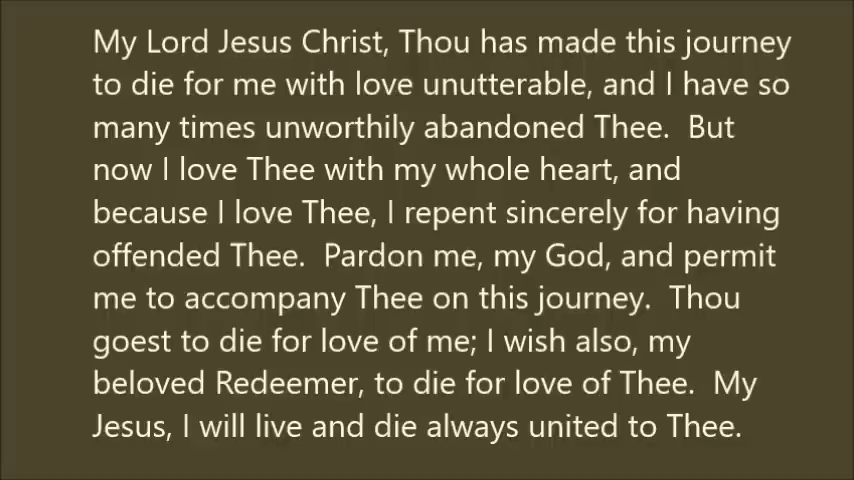 My Lord Jesus Christ, Thou has made this journey
to die for me with love unutterable, and I have so
many times unworthily abandoned Thee.  But
now I love Thee with my whole heart, and
because I love Thee, I repent sincerely for having
offended Thee.  Pardon me, my God, and permit
me to accompany Thee on this journey.  Thou
goest to die for love of me; I wish also, my
beloved Redeemer, to die for love of Thee.  My
Jesus, I will live and die always united to Thee.